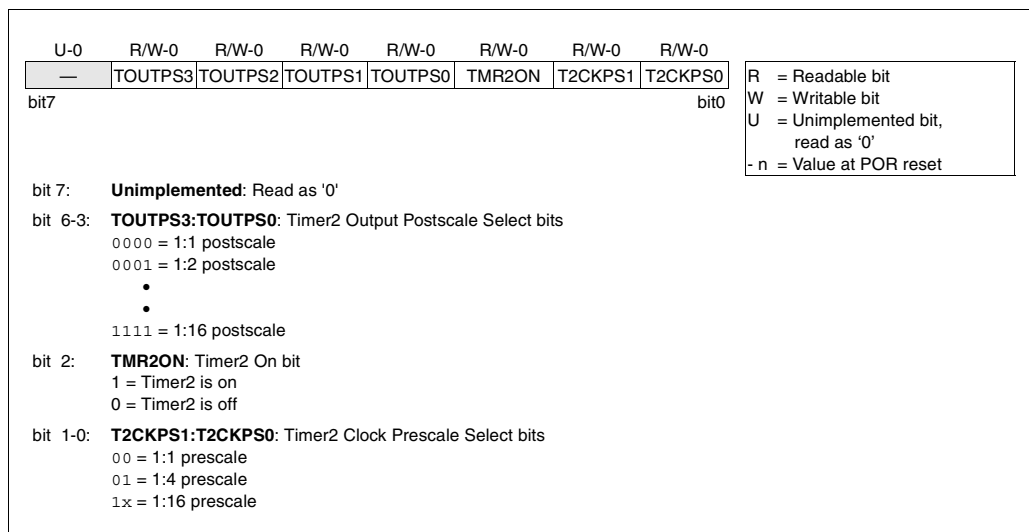 U-0 R/W-0 R/W-0 R/W-0 R/W-0 R/W-0 R/W-0 R/W-0
— TOUTPS3 TOUTPS2 TOUTPS1 TOUTPS0 TMR2ON T2CKPS1 T2CKPS0
bit7 bit0
R = Readable bit
W = Writable bit
U = Unimplemented bit,
read as ‘0’
- n = Value at POR reset
bit 7: Unimplemented: Read as '0'
bit 6-3: TOUTPS3:TOUTPS0: Timer2 Output Postscale Select bits
0000 = 1:1 postscale
0001 = 1:2 postscale
•
•
1111 = 1:16 postscale
bit 2: TMR2ON: Timer2 On bit
1 = Timer2 is on
0 = Timer2 is off
bit 1-0: T2CKPS1:T2CKPS0: Timer2 Clock Prescale Select bits
00 = 1:1 prescale
01 = 1:4 prescale
1x = 1:16 prescale